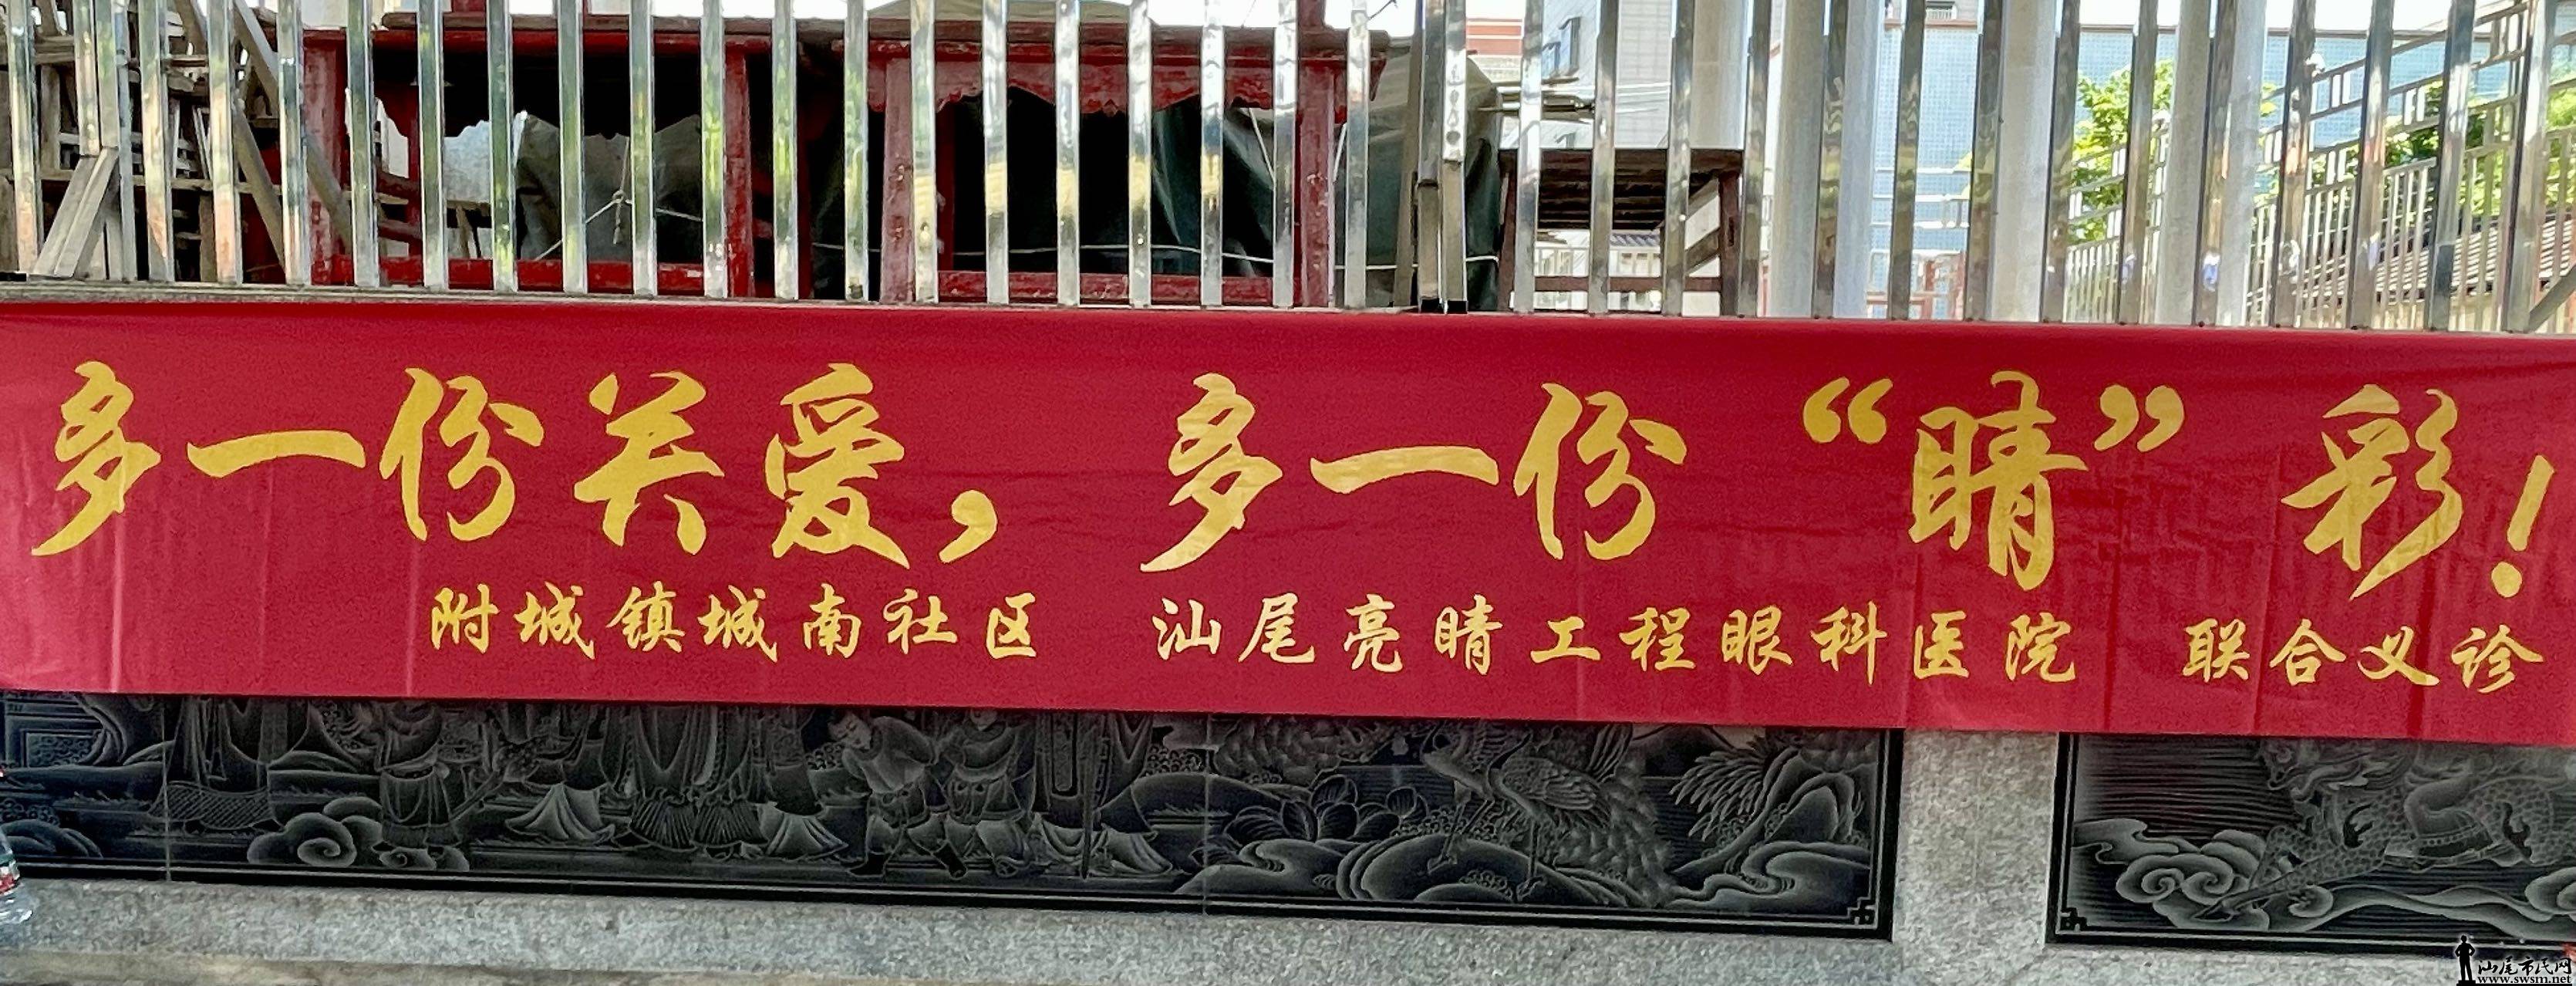 多一份关爱，多一份“睛”彩！
附城镇城南社区 汕尾亮睛工程眼科医院 联合义诊
汕尾市民网
www.swsm.net